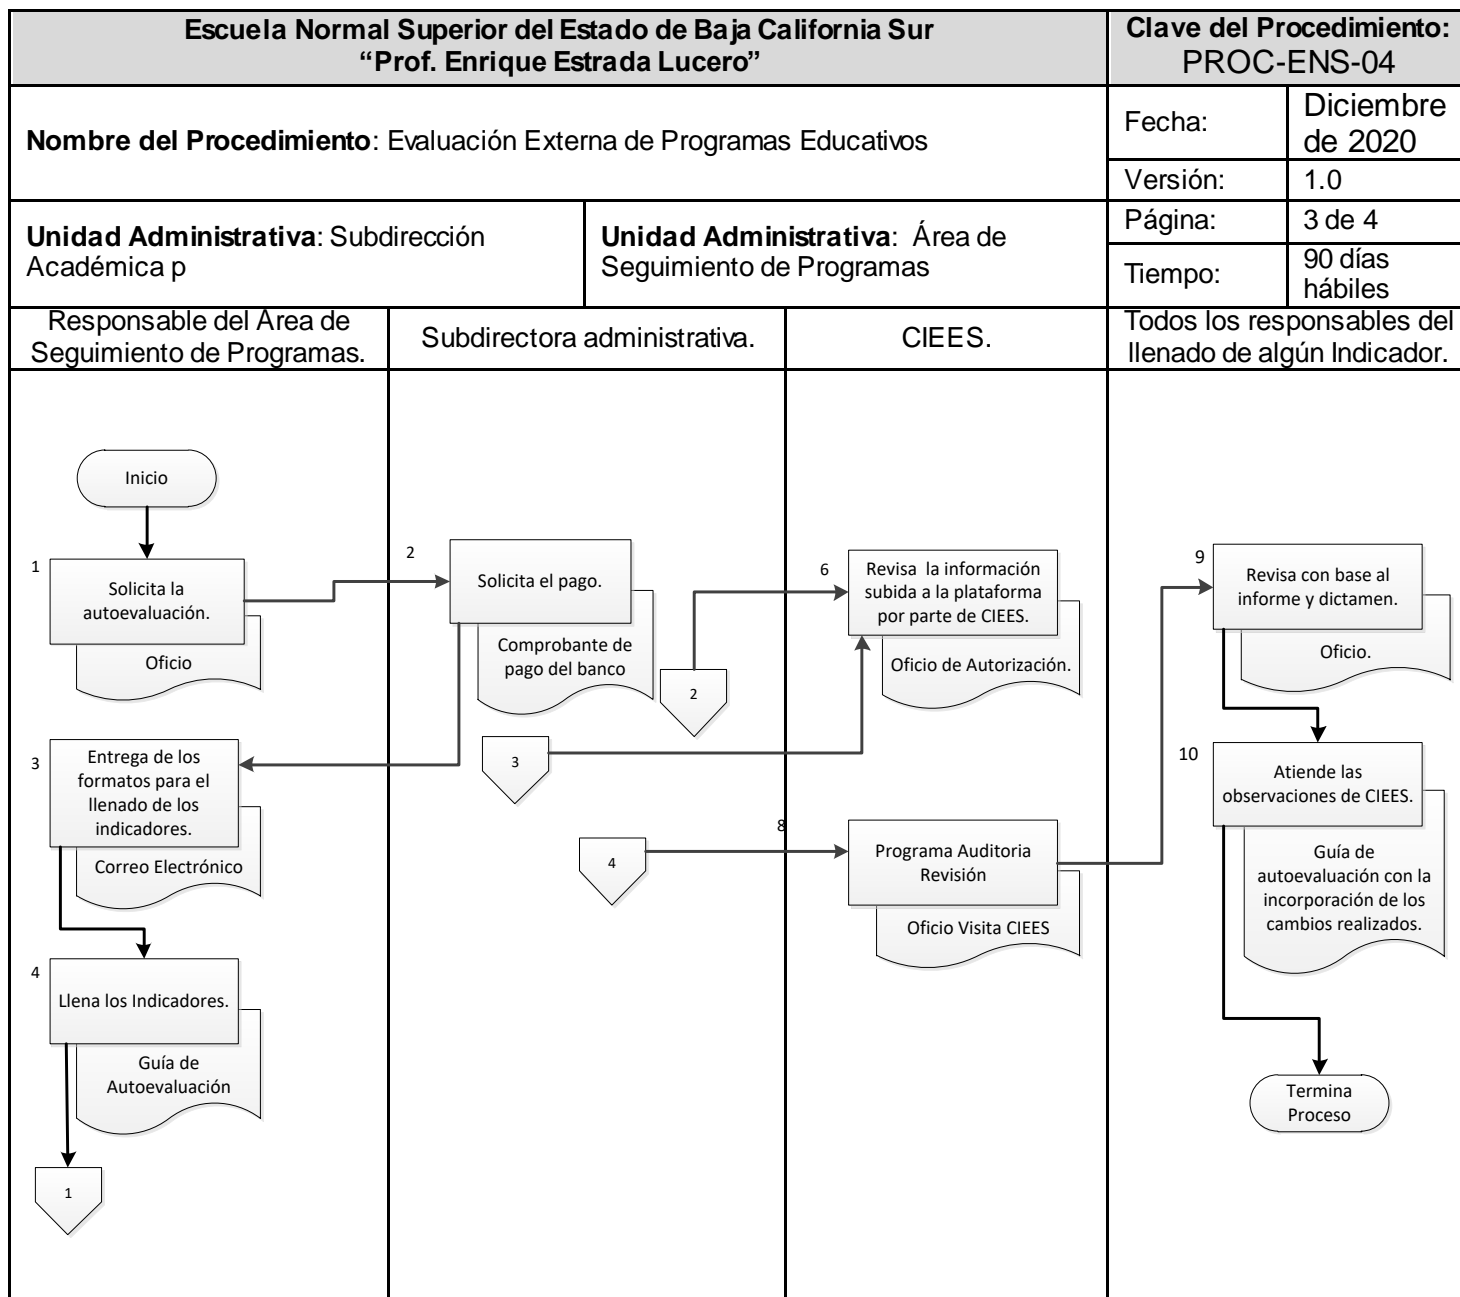 Escuela Normal Superior del Estado de Baja California Sur
“Prof. Enrique Estrada Lucero”
Clave del Procedimiento:
PROC-ENS-04
Nombre del Procedimiento: Evaluación Externa de Programas Educativos
Fecha:
Diciembre
de 2020
Versión:
1.0
Unidad Administrativa: Subdirección
Académica p
Unidad Administrativa: Área de
Seguimiento de Programas
Página:
3 de 4
Tiempo:
90 días
hábiles
Responsable del Área de
Seguimiento de Programas.
Subdirectora administrativa.
CIEES.
Todos los responsables del
llenado de algún Indicador.
Inicio
1
Solicita la
autoevaluación.
Oficio
2
Solicita el pago.
Comprobante de
pago del banco
3
Entrega de los
formatos para el
llenado de los
indicadores.
Correo Electrónico
4
Llena los Indicadores.
Guía de
Autoevaluación
1
2
3
4
6
Revisa la información
subida a la plataforma
por parte de CIEES.
Oficio de Autorización.
8
Programa Auditoria
Revisión
Oficio Visita CIEES
9
Revisa con base al
informe y dictamen.
Oficio.
10
Atiende las
observaciones de CIEES.
Guía de
autoevaluación con la
incorporación de los
cambios realizados.
Termina
Proceso